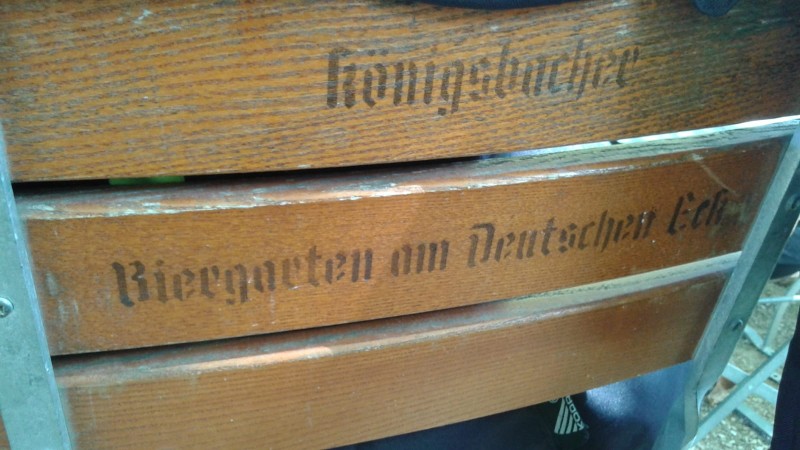 Königsbacher
Biergarten am Deutschen Eck